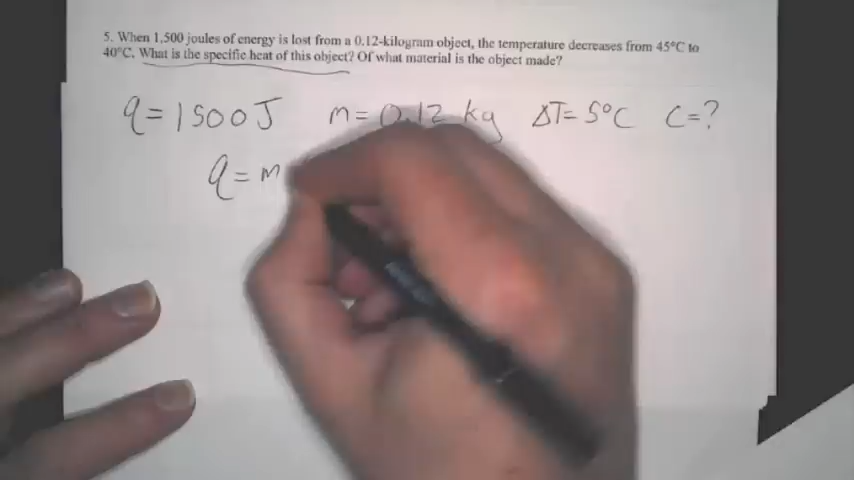 5. When 1,500 joules of energy is lost from a 0.12-kilogram object, the temperature decreases from 45°C to
40°C. What is the specific heat of this object? Of what material is the object made?
q=1500J m=0.12 kg ΔT=5°C C=?
q=m